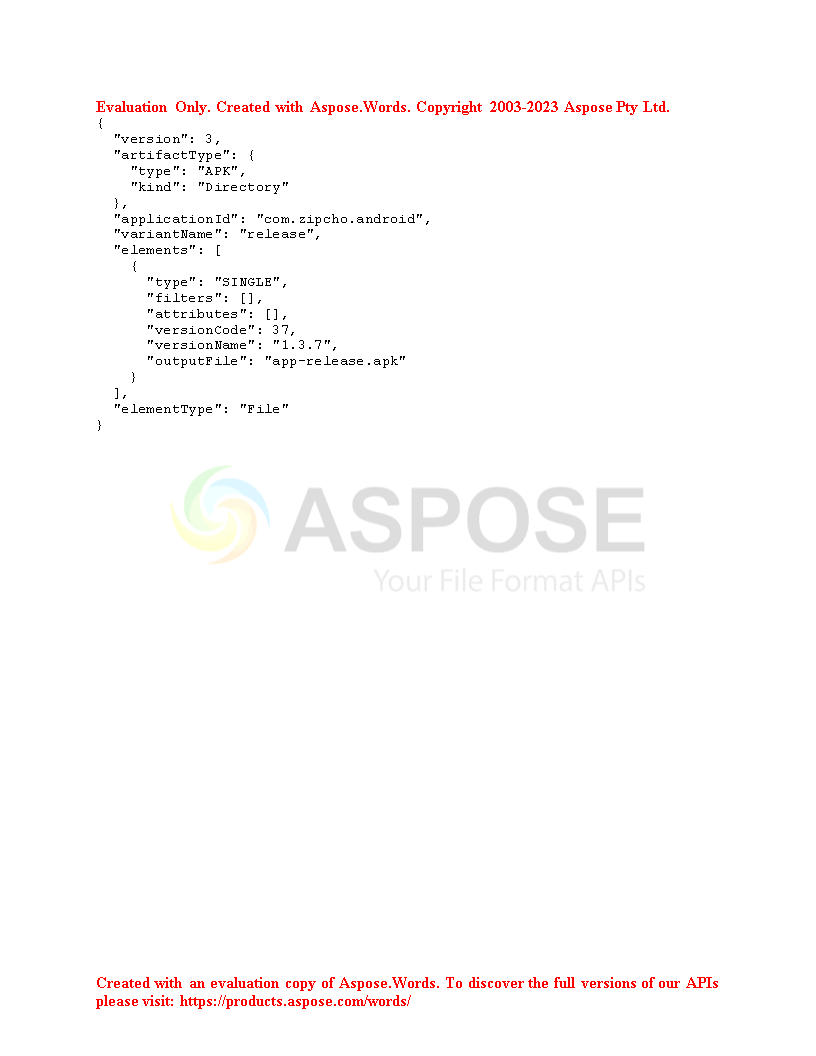 Evaluation Only. Created with Aspose.Words. Copyright 2003-2023 Aspose Pty Ltd.
{
  "version": 3,
  "artifactType": {
    "type": "APK",
    "kind": "Directory"
  },
  "applicationId": "com.zipcho.android",
  "variantName": "release",
  "elements": [
    {
      "type": "SINGLE",
      "filters": [],
      "attributes": [],
      "versionCode": 37,
      "versionName": "1.3.7",
      "outputFile": "app-release.apk"
    }
  ],
  "elementType": "File"
}
ASPOSE
Your File Format APIs
Created with an evaluation copy of Aspose.Words. To discover the full versions of our APIs
please visit: https://products.aspose.com/words/